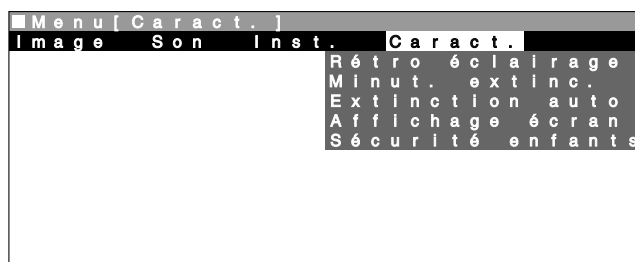 ■Menu[Caract. ]
Image Son Inst. Caract.
Rétro éclairage
Minut. extinc.
Extinction auto
Affichage écran
Sécurité enfants